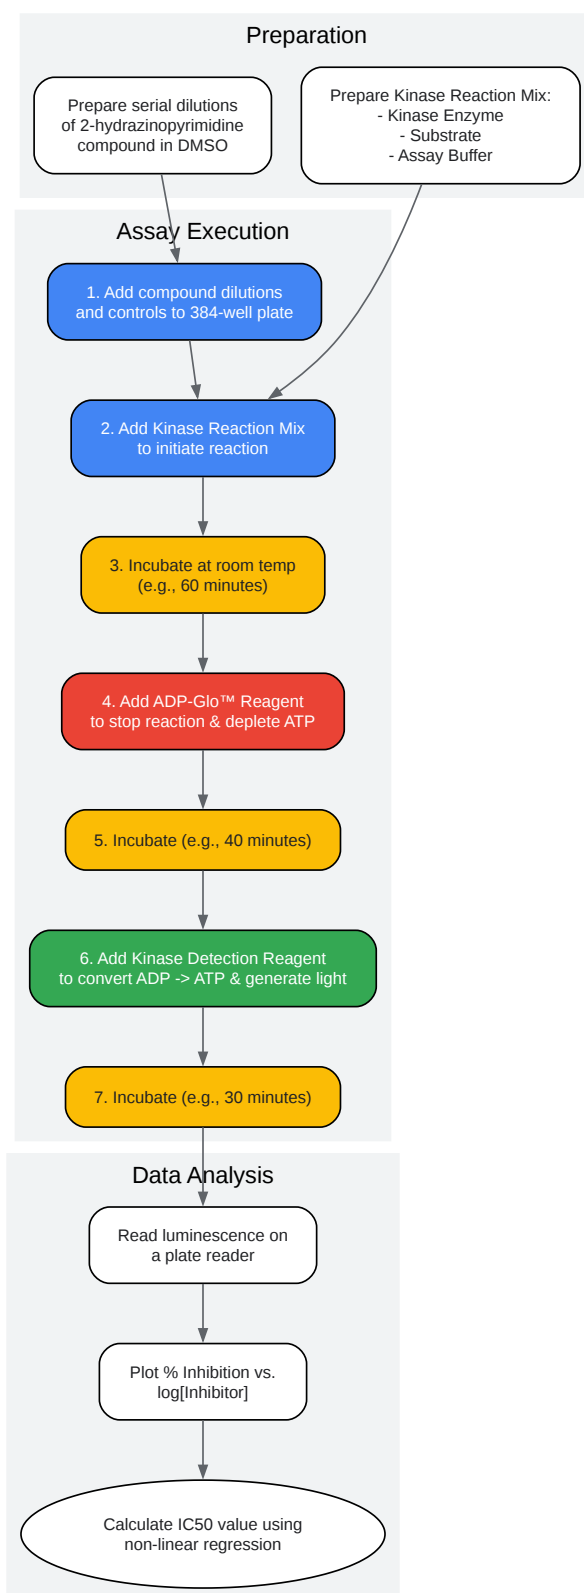 Preparation
Prepare serial dilutions
of 2-hydrazinopyrimidine
compound in DMSO
Prepare Kinase Reaction Mix:
- Kinase Enzyme
- Substrate
- Assay Buffer
Assay Execution
1. Add compound dilutions
and controls to 384-well plate
2. Add Kinase Reaction Mix
to initiate reaction
3. Incubate at room temp
(e.g., 60 minutes)
4. Add ADP-Glo™ Reagent
to stop reaction & deplete ATP
5. Incubate (e.g., 40 minutes)
6. Add Kinase Detection Reagent
to convert ADP -> ATP & generate light
7. Incubate (e.g., 30 minutes)
Data Analysis
Read luminescence on
a plate reader
Plot % Inhibition vs.
log[Inhibitor]
Calculate IC50 value using
non-linear regression